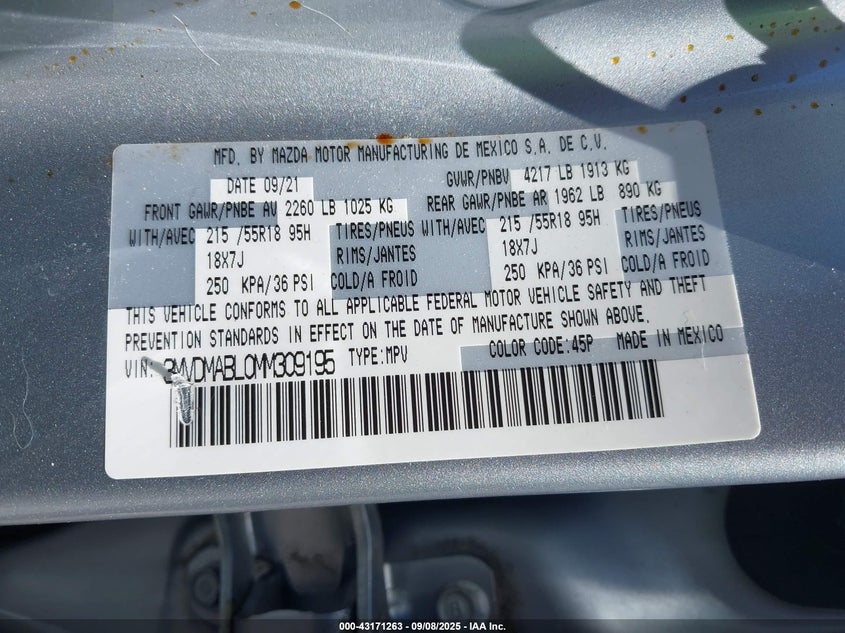 MFD. BY MAZDA MOTOR MANUFACTURING DE MEXICO S.A. DE C.V.
DATE 09/21 GVWR/PNBV 4217 LB 1913 KG
FRONT GAWR/PNBE AV 2260 LB 1025 KG REAR GAWR/PNBE AR 1962 LB 890 KG
WITH/AVEC 215 /55R18 95H TIRES/PNEUS WITH/AVEC 215 /55R18 95H TIRES/PNEUS
18X7J RIMS/JANTES 18X7J RIMS/JANTES
250 KPA/36 PSI COLD/A FROID 250 KPA/36 PSI COLD/A FROID
THIS VEHICLE CONFORMS TO ALL APPLICABLE FEDERAL MOTOR VEHICLE SAFETY AND THEFT
PREVENTION STANDARDS IN EFFECT ON THE DATE OF MANUFACTURE SHOWN ABOVE.
VIN: 3MVDMABL0MM309195 TYPE:MPV COLOR CODE:45P MADE IN MEXICO
000-43171263 - 09/08/2025 - IAA Inc.